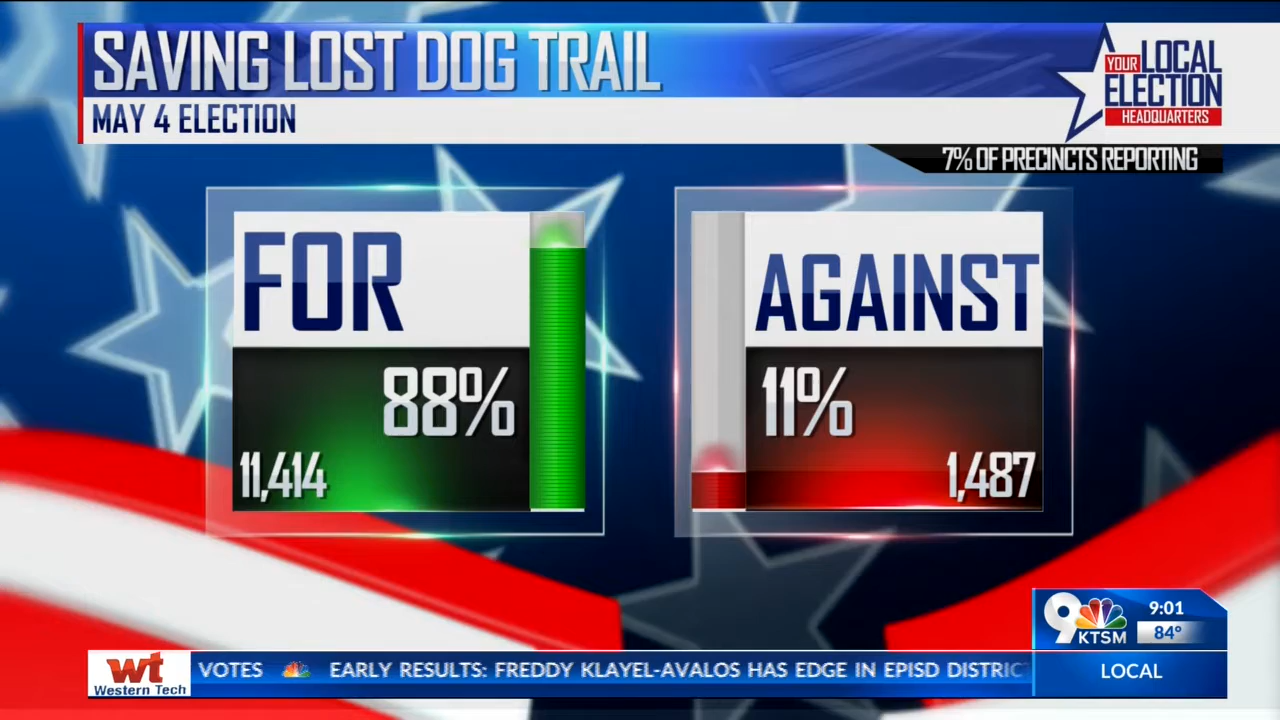 SAVING LOST DOG TRAIL
MAY 4 ELECTION
YOUR LOCAL
ELECTION
HEADQUARTERS
7% OF PRECINCTS REPORTING
FOR
88%
11,414
AGAINST
11%
1,487
9 KTSM
9:01
84°
LOCAL
wt
Western Tech
VOTES EARLY RESULTS: FREDDY KLAYEL-AVALOS HAS EDGE IN EPISD DISTRIC